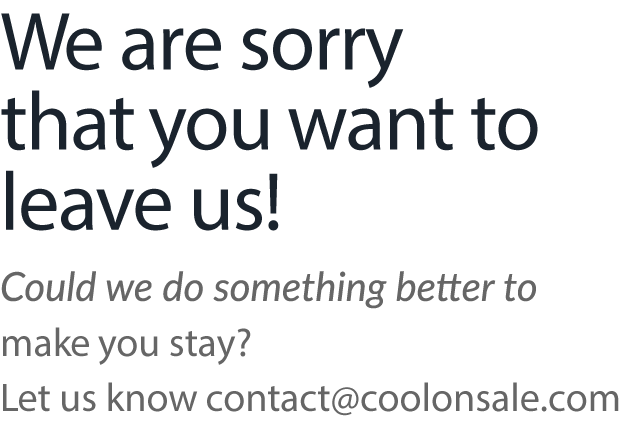 We are sorry
that you want to
leave us!
Could we do something better to
make you stay?
Let us know contact@coolonsale.com